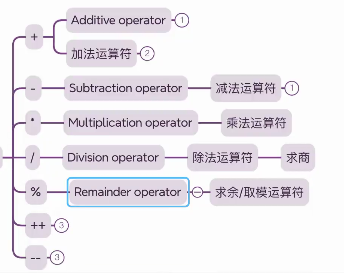 +
Additive operator ①
加法运算符 ②
- Subtraction operator 减法运算符 ①
* Multiplication operator 乘法运算符
/ Division operator 除法运算符 求商
% Remainder operator 求余/取模运算符
++ ③
-- ③